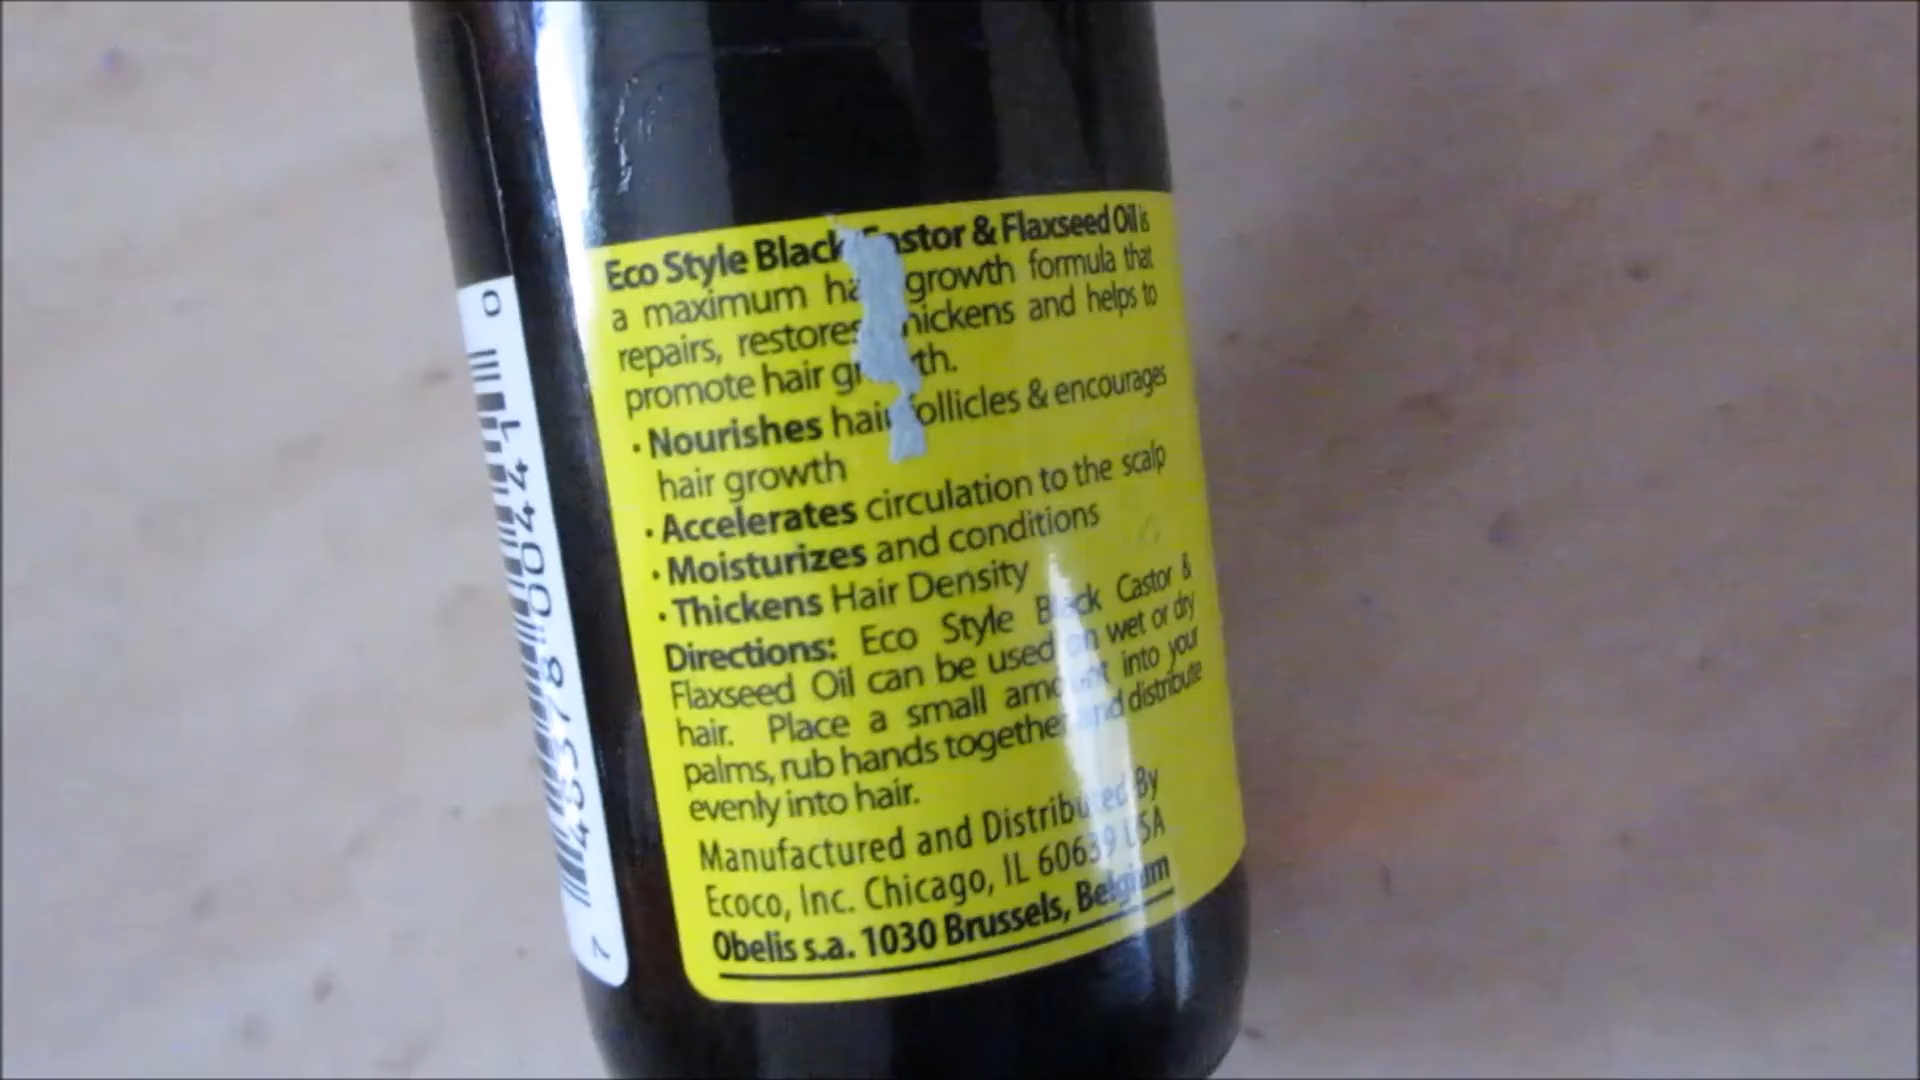 Eco Style Black Castor & Flaxseed Oil is
a maximum hair growth formula that
repairs, restores thickens and helps to
promote hair growth.
· Nourishes hair follicles & encourages
hair growth
· Accelerates circulation to the scalp
· Moisturizes and conditions
· Thickens Hair Density
Directions: Eco Style Black Castor &
Flaxseed Oil can be used on wet or dry
hair. Place a small amount into your
palms, rub hands together and distribute
evenly into hair.
Manufactured and Distributed By
Ecoco, Inc. Chicago, IL 60639 USA
Obelis s.a. 1030 Brussels, Belgium
7 48378 00441 0